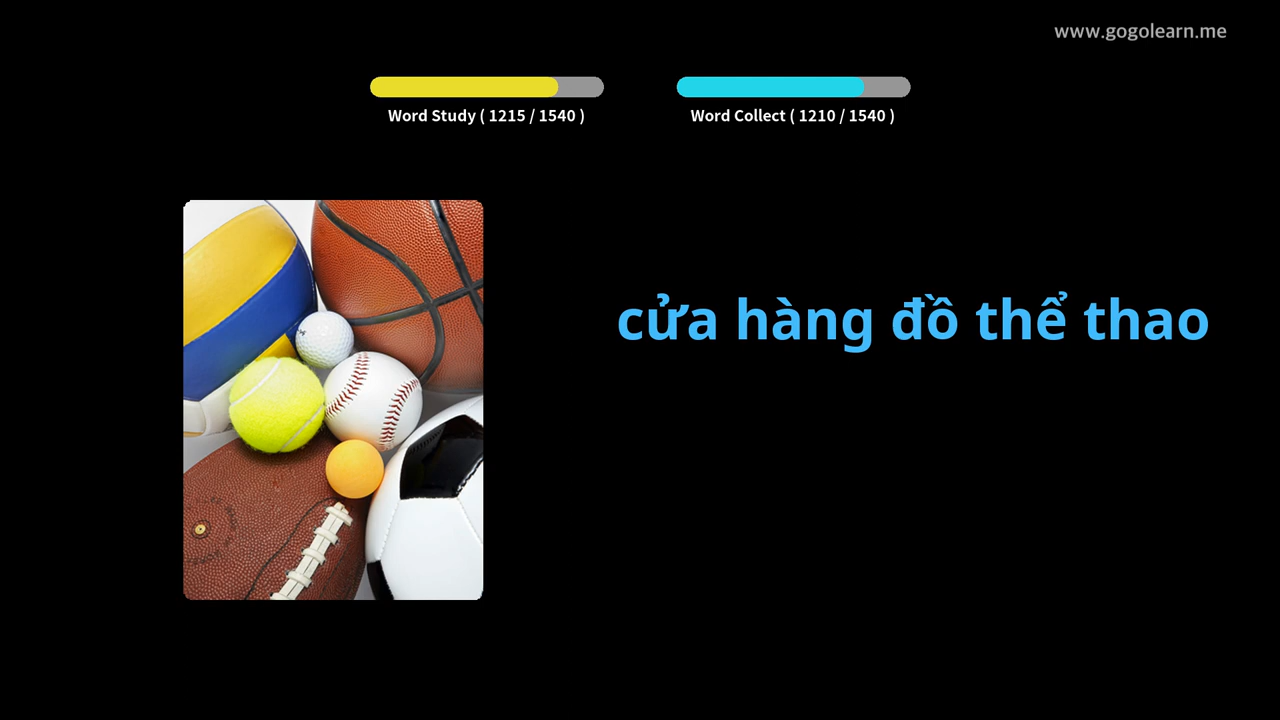 www.gogolearn.me
Word Study ( 1215 / 1540 )
Word Collect ( 1210 / 1540 )
cửa hàng đồ thể thao